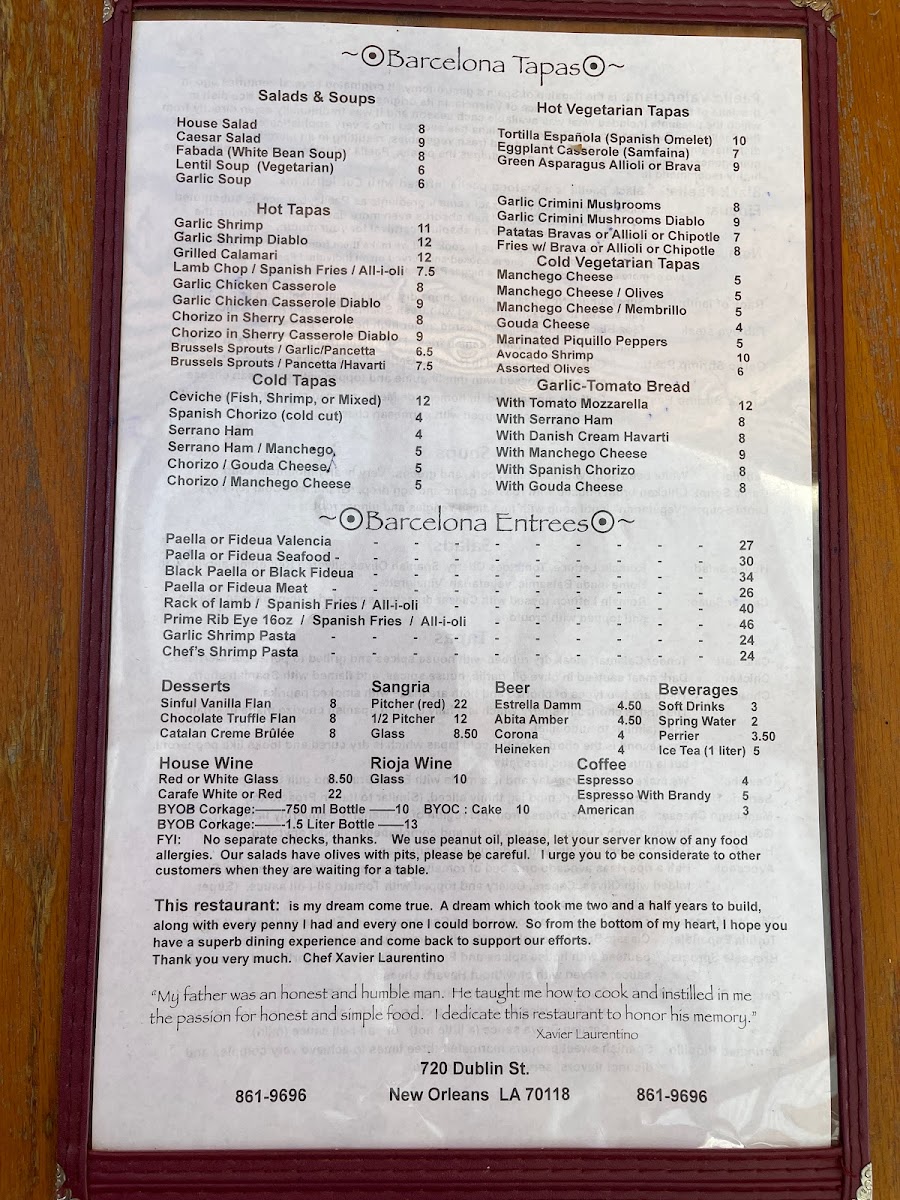 ~⦿Barcelona Tapas⦿~
Salads & Soups
House Salad 8
Caesar Salad 9
Fabada (White Bean Soup) 8
Lentil Soup (Vegetarian) 6
Garlic Soup 6
Hot Tapas
Garlic Shrimp 11
Garlic Shrimp Diablo 12
Grilled Calamari 12
Lamb Chop / Spanish Fries / All-i-oli 7.5
Garlic Chicken Casserole 8
Garlic Chicken Casserole Diablo 9
Chorizo in Sherry Casserole 8
Chorizo in Sherry Casserole Diablo 9
Brussels Sprouts / Garlic/Pancetta 6.5
Brussels Sprouts / Pancetta /Havarti 7.5
Cold Tapas
Ceviche (Fish, Shrimp, or Mixed) 12
Spanish Chorizo (cold cut) 4
Serrano Ham 4
Serrano Ham / Manchego 5
Chorizo / Gouda Cheese 5
Chorizo / Manchego Cheese 5
Hot Vegetarian Tapas
Tortilla Española (Spanish Omelet) 10
Eggplant Casserole (Samfaina) 7
Green Asparagus Allioli or Brava 9
Garlic Crimini Mushrooms 8
Garlic Crimini Mushrooms Diablo 9
Patatas Bravas or Allioli or Chipotle 7
Fries w/ Brava or Allioli or Chipotle 8
Cold Vegetarian Tapas
Manchego Cheese 5
Manchego Cheese / Olives 5
Manchego Cheese / Membrillo 5
Gouda Cheese 4
Marinated Piquillo Peppers 5
Avocado Shrimp 10
Assorted Olives 6
Garlic-Tomato Bread
With Tomato Mozzarella 12
With Serrano Ham 8
With Danish Cream Havarti 8
With Manchego Cheese 9
With Spanish Chorizo 8
With Gouda Cheese 8
~⦿Barcelona Entrees⦿~
Paella or Fideua Valencia - - - - - - - - - 27
Paella or Fideua Seafood - - - - - - - - - - 30
Black Paella or Black Fideua - - - - - - - - - 34
Paella or Fideua Meat - - - - - - - - - - 26
Rack of lamb / Spanish Fries / All-i-oli - - - - - - - 40
Prime Rib Eye 16oz / Spanish Fries / All-i-oli - - - - - - 46
Garlic Shrimp Pasta - - - - - - - - - - 24
Chef's Shrimp Pasta - - - - - - - - - - 24
Desserts
Sinful Vanilla Flan 8
Chocolate Truffle Flan 8
Catalan Creme Brûlée 8
Sangria
Pitcher (red) 22
1/2 Pitcher 12
Glass 8.50
Beer
Estrella Damm 4.50
Abita Amber 4.50
Corona 4
Heineken 4
Beverages
Soft Drinks 3
Spring Water 2
Perrier 3.50
Ice Tea (1 liter) 5
House Wine
Red or White Glass 8.50
Carafe White or Red 22
Rioja Wine
Glass 10
Coffee
Espresso 4
Espresso With Brandy 5
American 3
BYOB Corkage:——-750 ml Bottle ——10 BYOC : Cake 10
BYOB Corkage:——-1.5 Liter Bottle ——13
FYI: No separate checks, thanks. We use peanut oil, please, let your server know of any food
allergies. Our salads have olives with pits, please be careful. I urge you to be considerate to other
customers when they are waiting for a table.
This restaurant: is my dream come true. A dream which took me two and a half years to build,
along with every penny I had and every one I could borrow. So from the bottom of my heart, I hope you
have a superb dining experience and come back to support our efforts.
Thank you very much. Chef Xavier Laurentino
"My father was an honest and humble man. He taught me how to cook and instilled in me
the passion for honest and simple food. I dedicate this restaurant to honor his memory."
Xavier Laurentino
720 Dublin St.
861-9696 New Orleans LA 70118 861-9696